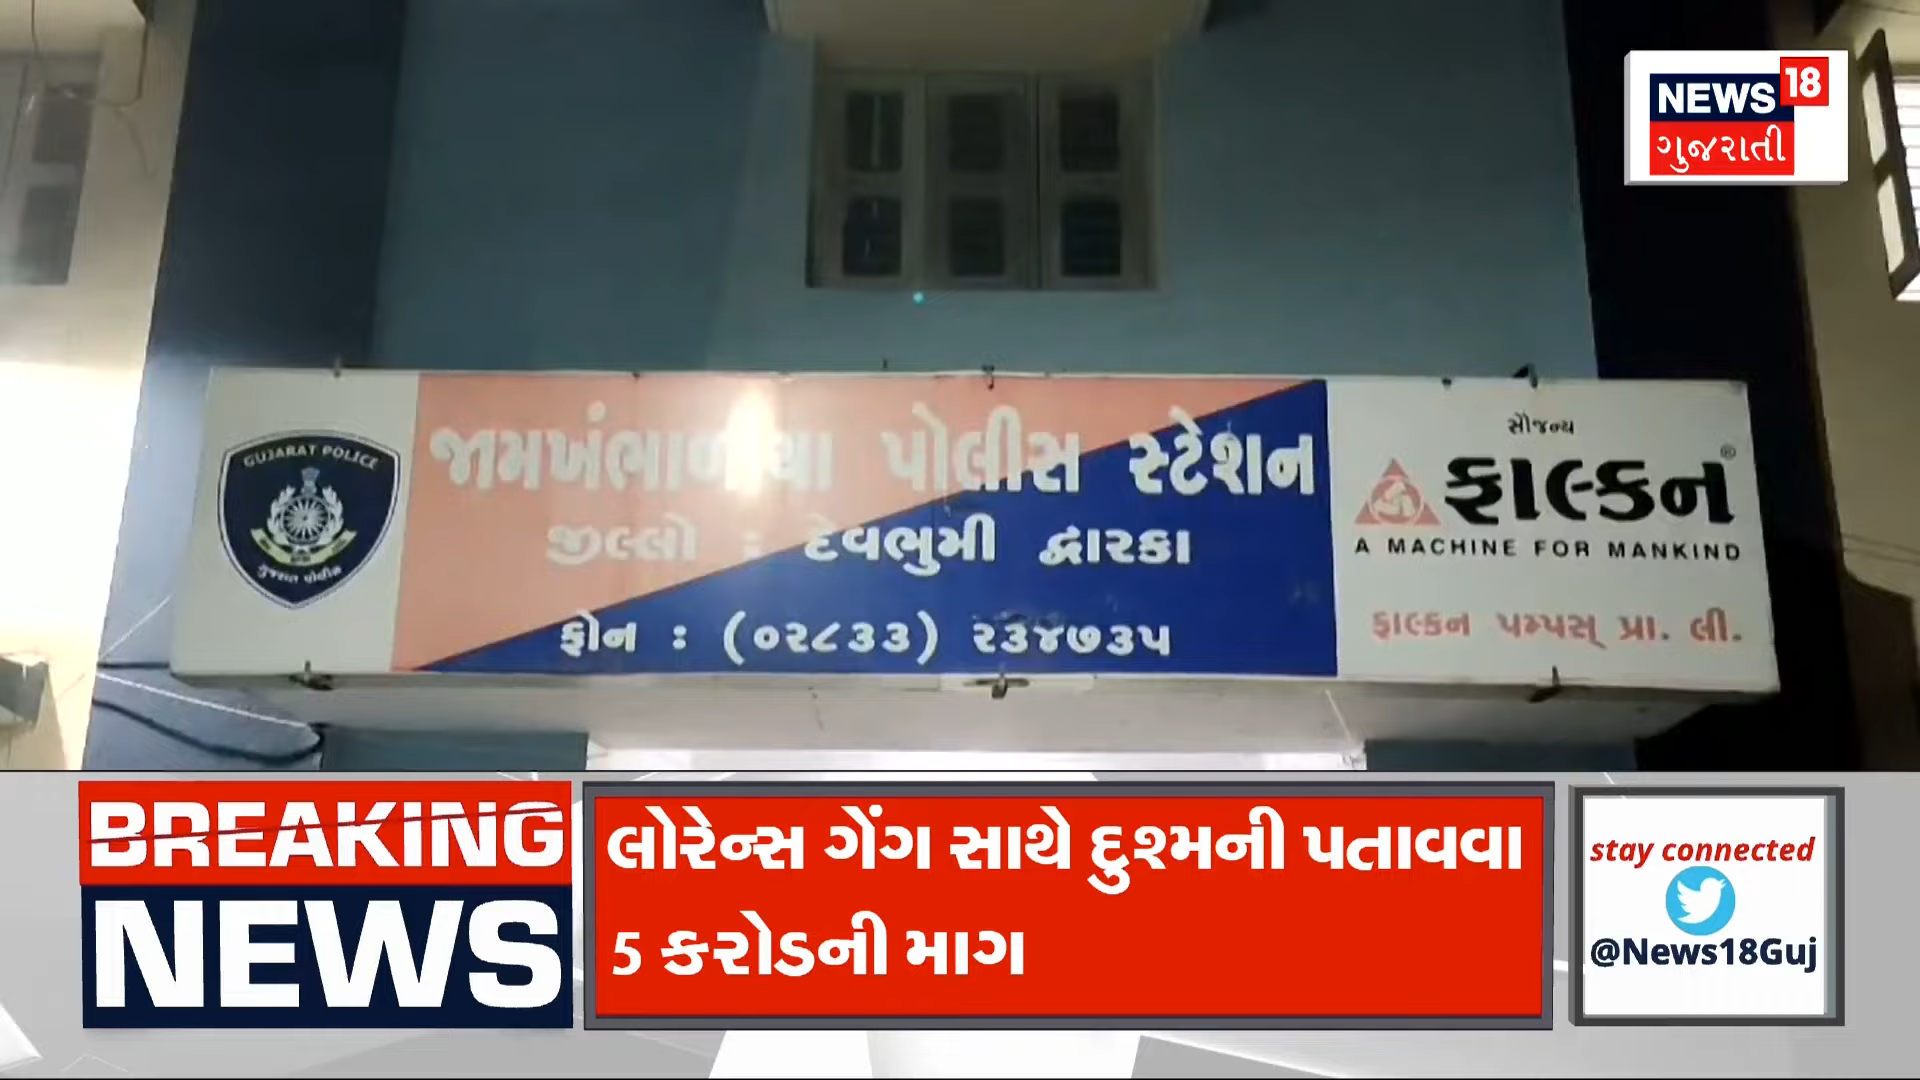 NEWS 18
ગુજરાતી
GUJARAT POLICE
ગુજરાત પોલીસ
જામખંભાળીયા પોલીસ સ્ટેશન
જીલ્લો : દેવભુમી દ્વારકા
ફોન : (૦૨૮૩૩) ૨૩૪૭૩૫
સૌજન્ય
ફાલ્કન®
A MACHINE FOR MANKIND
ફાલ્કન પમ્પસ્ પ્રા. લી.
BREAKING
NEWS
લોરેન્સ ગેંગ સાથે દુશ્મની પતાવવા
5 કરોડની માગ
stay connected
@News18Guj